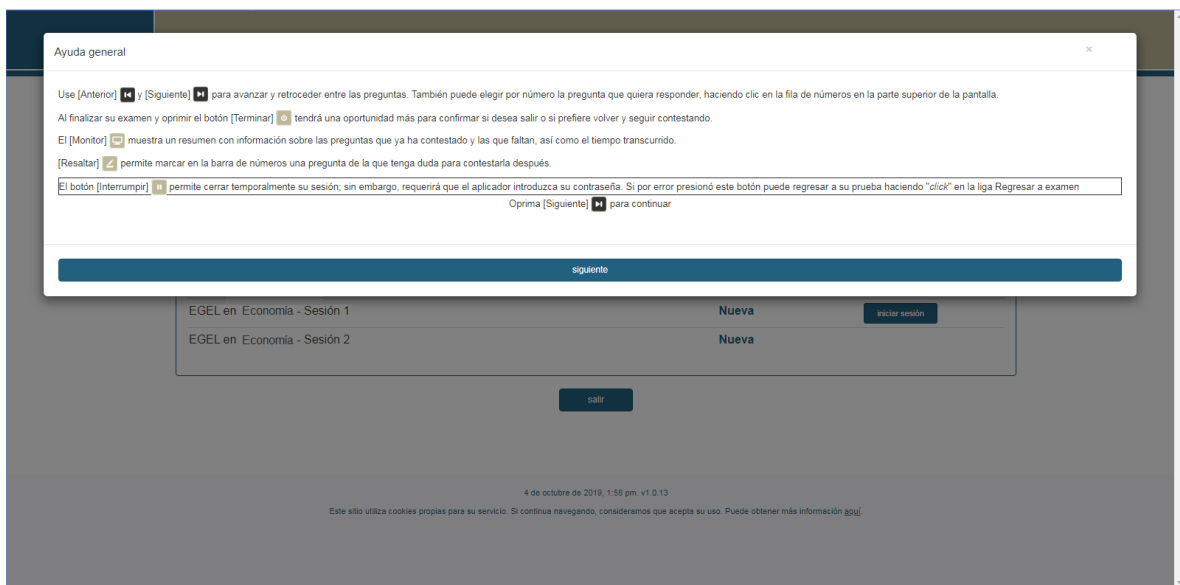 Ayuda general
×
Use [Anterior] y [Siguiente] para avanzar y retroceder entre las preguntas. También puede elegir por número la pregunta que quiera responder, haciendo clic en la fila de números en la parte superior de la pantalla.
Al finalizar su examen y oprimir el botón [Terminar] tendrá una oportunidad más para confirmar si desea salir o si prefiere volver y seguir contestando.
El [Monitor] muestra un resumen con información sobre las preguntas que ya ha contestado y las que faltan, así como el tiempo transcurrido.
[Resaltar] permite marcar en la barra de números una pregunta de la que tenga duda para contestarla después.
El botón [Interrumpir] permite cerrar temporalmente su sesión; sin embargo, requerirá que el aplicador introduzca su contraseña. Si por error presionó este botón puede regresar a su prueba haciendo "click" en la liga Regresar a examen
Oprima [Siguiente] para continuar
siguiente
EGEL en Economía - Sesión 1 Nueva iniciar sesión
EGEL en Economía - Sesión 2 Nueva
salir
4 de octubre de 2019, 1:58 pm. v1.0.13
Este sitio utiliza cookies propias para su servicio. Si continua navegando, consideramos que acepta su uso. Puede obtener más información aquí.